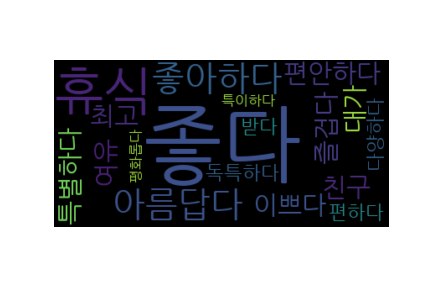 휴식
좋아하다
편안하다
최고
특이하다
즐겁다
대가
다양하다
좋다
받다
특별하다
여유
평화롭다
독특하다
친구
아름답다
이쁘다
편하다